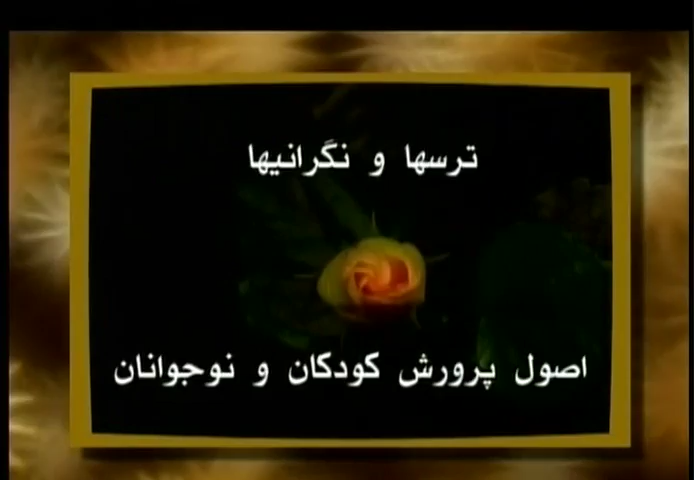 ترسها و نگرانیها
اصول پرورش کودکان و نوجوانان